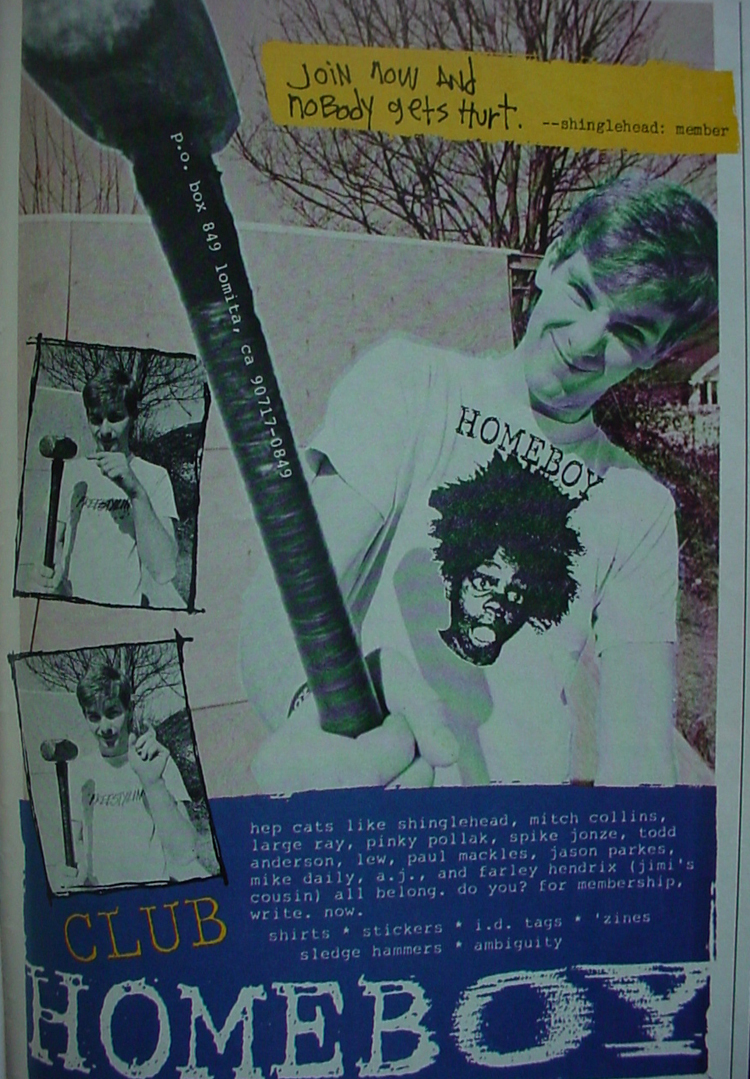 JoiN Now AnD
noBody gets Hurt.
--shinglehead: member
p.o. box 849 lomita, ca 90717-0849
HOMEBOY
FREESTYLIN'
FREESTYLIN'
hep cats like shinglehead, mitch collins,
large ray, pinky pollak, spike jonze, todd
anderson, lew, paul mackles, jason parkes,
mike daily, a.j., and farley hendrix (jimi's
cousin) all belong. do you? for membership,
write. now.
shirts * stickers * i.d. tags * 'zines
sledge hammers * ambiguity
CLUB
HOMEBOY